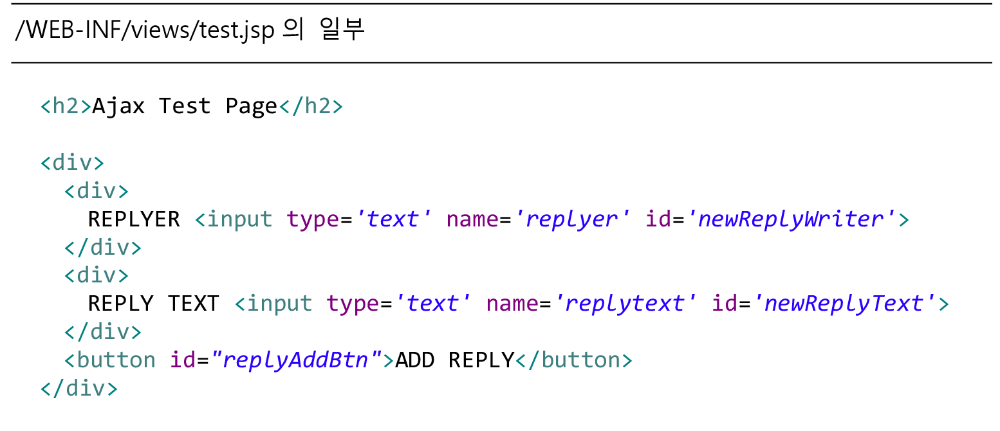 /WEB-INF/views/test.jsp 의 일부
<h2>Ajax Test Page</h2>
<div>
<div>
REPLYER <input type='text' name='replyer' id='newReplyWriter'>
</div>
<div>
REPLY TEXT <input type='text' name='replytext' id='newReplyText'>
</div>
<button id="replyAddBtn">ADD REPLY</button>
</div>